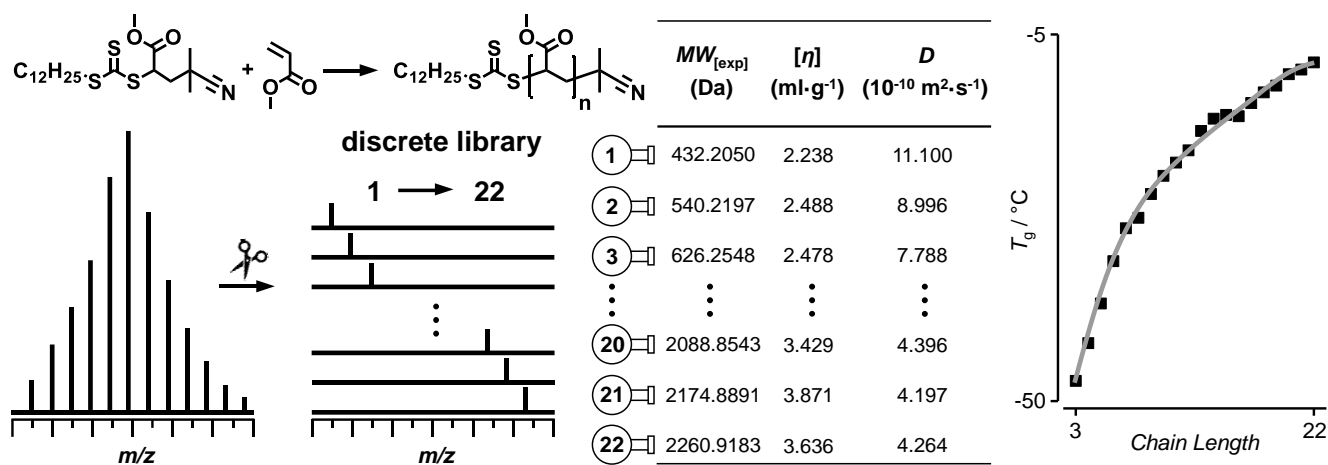 C12H25 S S S O O N + O O C12H25 S S S O O n N
discrete library
1 → 22
m/z
m/z
MW[exp] [η] D
(Da) (ml·g-1) (10-10 m2·s-1)
1 432.2050 2.238 11.100
2 540.2197 2.488 8.996
3 626.2548 2.478 7.788
20 2088.8543 3.429 4.396
21 2174.8891 3.871 4.197
22 2260.9183 3.636 4.264
-5
Tg / °C
-50
3 22
Chain Length